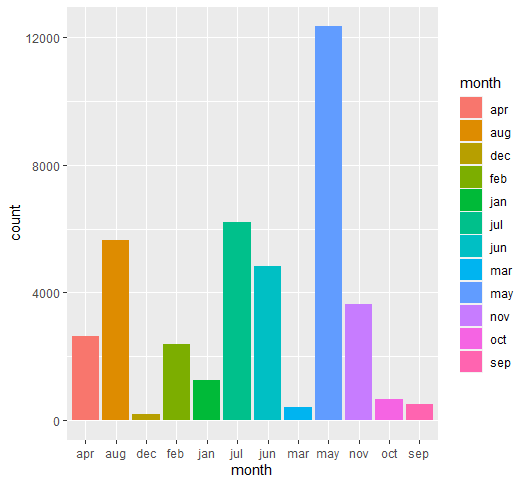 12000
8000
4000
0
count
apr aug dec feb jan jul jun mar may nov oct sep
month
month
apr
aug
dec
feb
jan
jul
jun
mar
may
nov
oct
sep